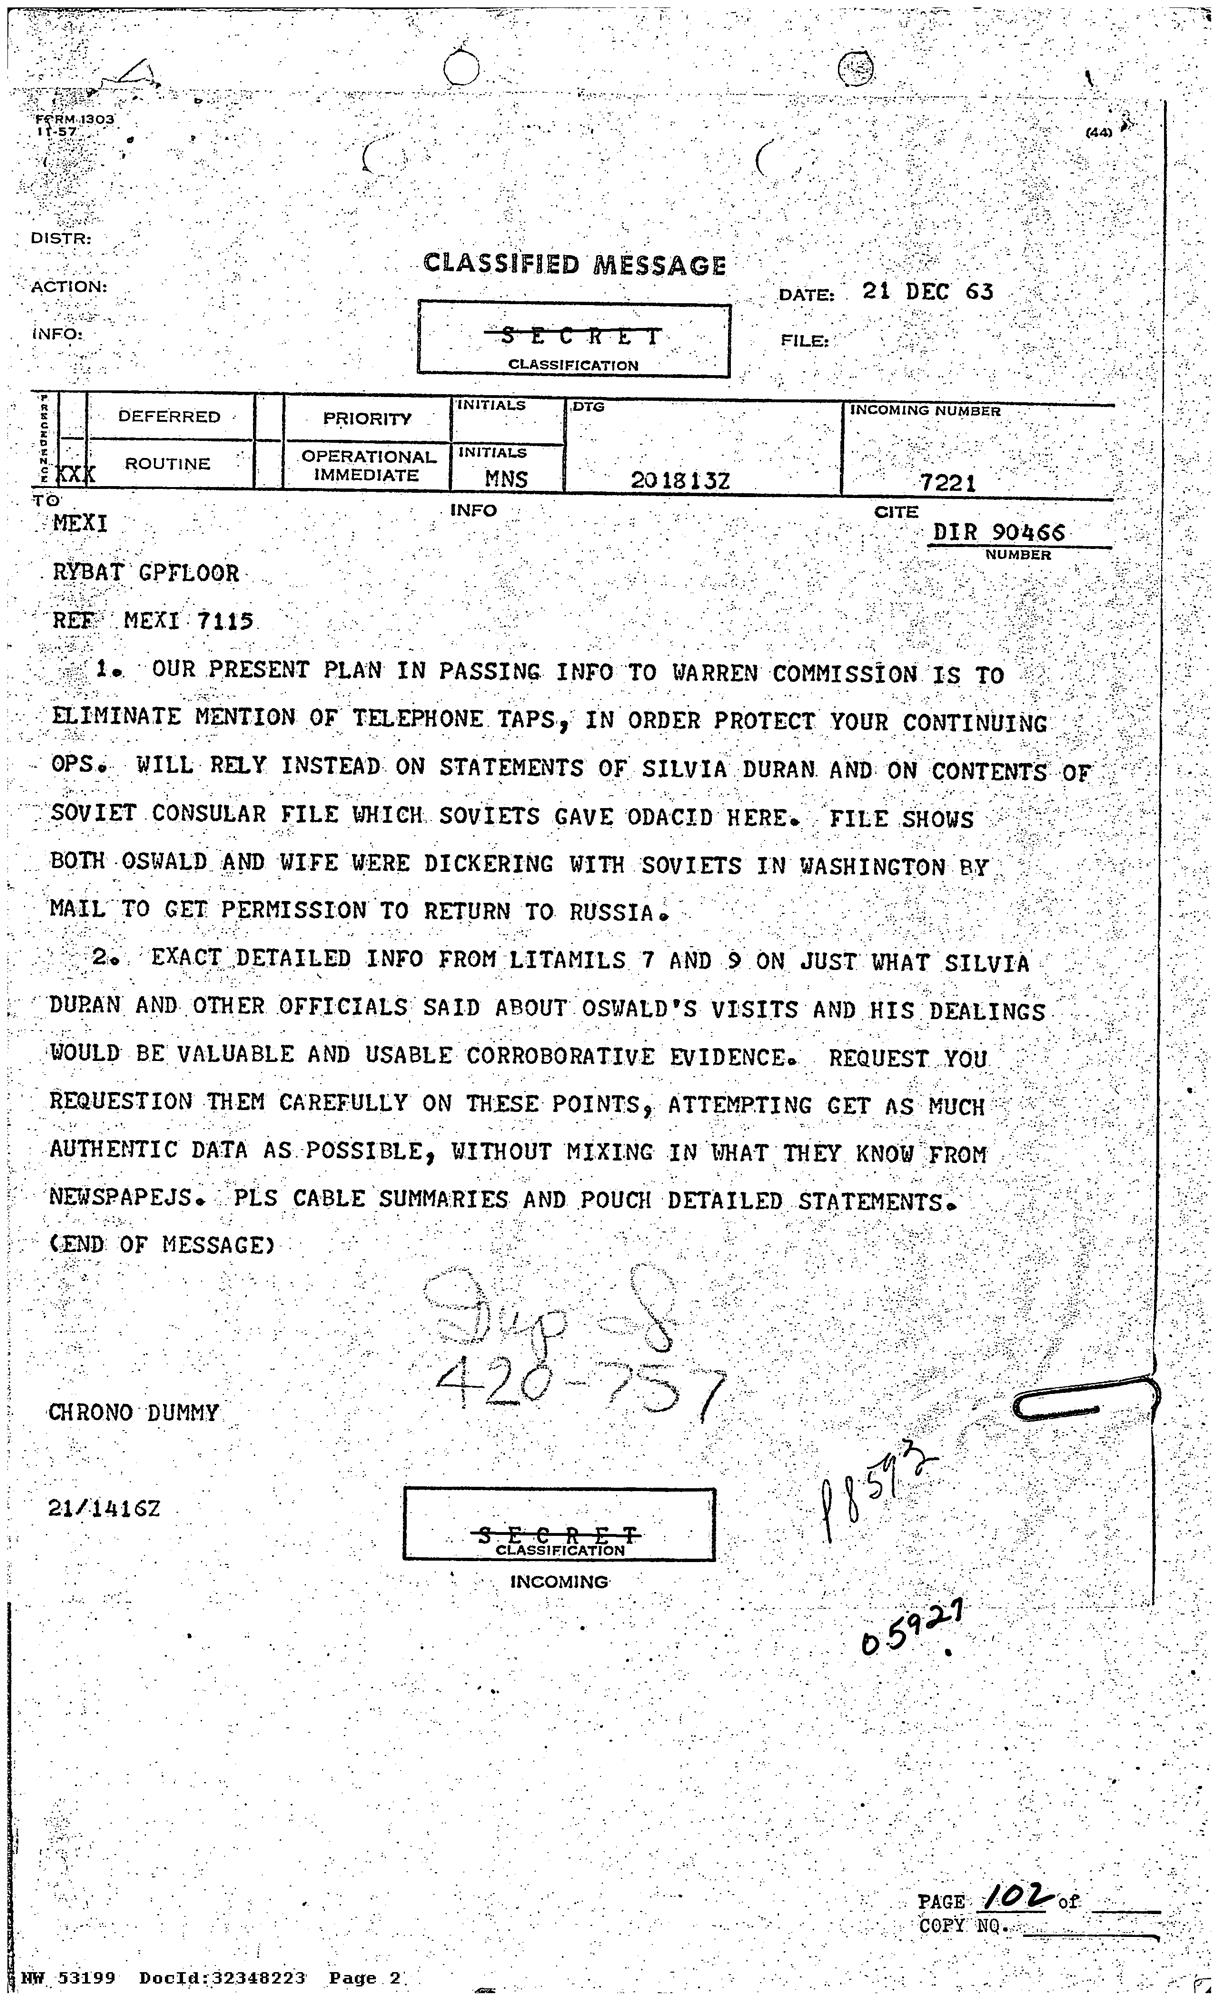 FORM 1303
11-57
(44)
DISTR:
CLASSIFIED MESSAGE
ACTION:
DATE: 21 DEC 63
INFO:
SECRET
FILE:
CLASSIFICATION
PRECEDENCE
DEFERRED
PRIORITY
INITIALS
DTG
INCOMING NUMBER
XXX
ROUTINE
OPERATIONAL
IMMEDIATE
INITIALS
MNS
201813Z
7221
TO
MEXI
INFO
CITE
DIR 90466
NUMBER
RYBAT GPFLOOR
REF MEXI 7115
1. OUR PRESENT PLAN IN PASSING INFO TO WARREN COMMISSION IS TO
ELIMINATE MENTION OF TELEPHONE TAPS, IN ORDER PROTECT YOUR CONTINUING
OPS. WILL RELY INSTEAD ON STATEMENTS OF SILVIA DURAN AND ON CONTENTS OF
SOVIET CONSULAR FILE WHICH SOVIETS GAVE ODACID HERE. FILE SHOWS
BOTH OSWALD AND WIFE WERE DICKERING WITH SOVIETS IN WASHINGTON BY
MAIL TO GET PERMISSION TO RETURN TO RUSSIA.
2. EXACT DETAILED INFO FROM LITAMILS 7 AND 9 ON JUST WHAT SILVIA
DURAN AND OTHER OFFICIALS SAID ABOUT OSWALD'S VISITS AND HIS DEALINGS
WOULD BE VALUABLE AND USABLE CORROBORATIVE EVIDENCE. REQUEST YOU
REQUESTION THEM CAREFULLY ON THESE POINTS, ATTEMPTING GET AS MUCH
AUTHENTIC DATA AS POSSIBLE, WITHOUT MIXING IN WHAT THEY KNOW FROM
NEWSPAPEJS. PLS CABLE SUMMARIES AND POUCH DETAILED STATEMENTS.
(END OF MESSAGE)
Dup of
420-757
CHRONO DUMMY
P8592
21/1416Z
SECRET
CLASSIFICATION
INCOMING
05927
PAGE 102 of
COPY NO.
NW 53199 DocId:32348223 Page 2